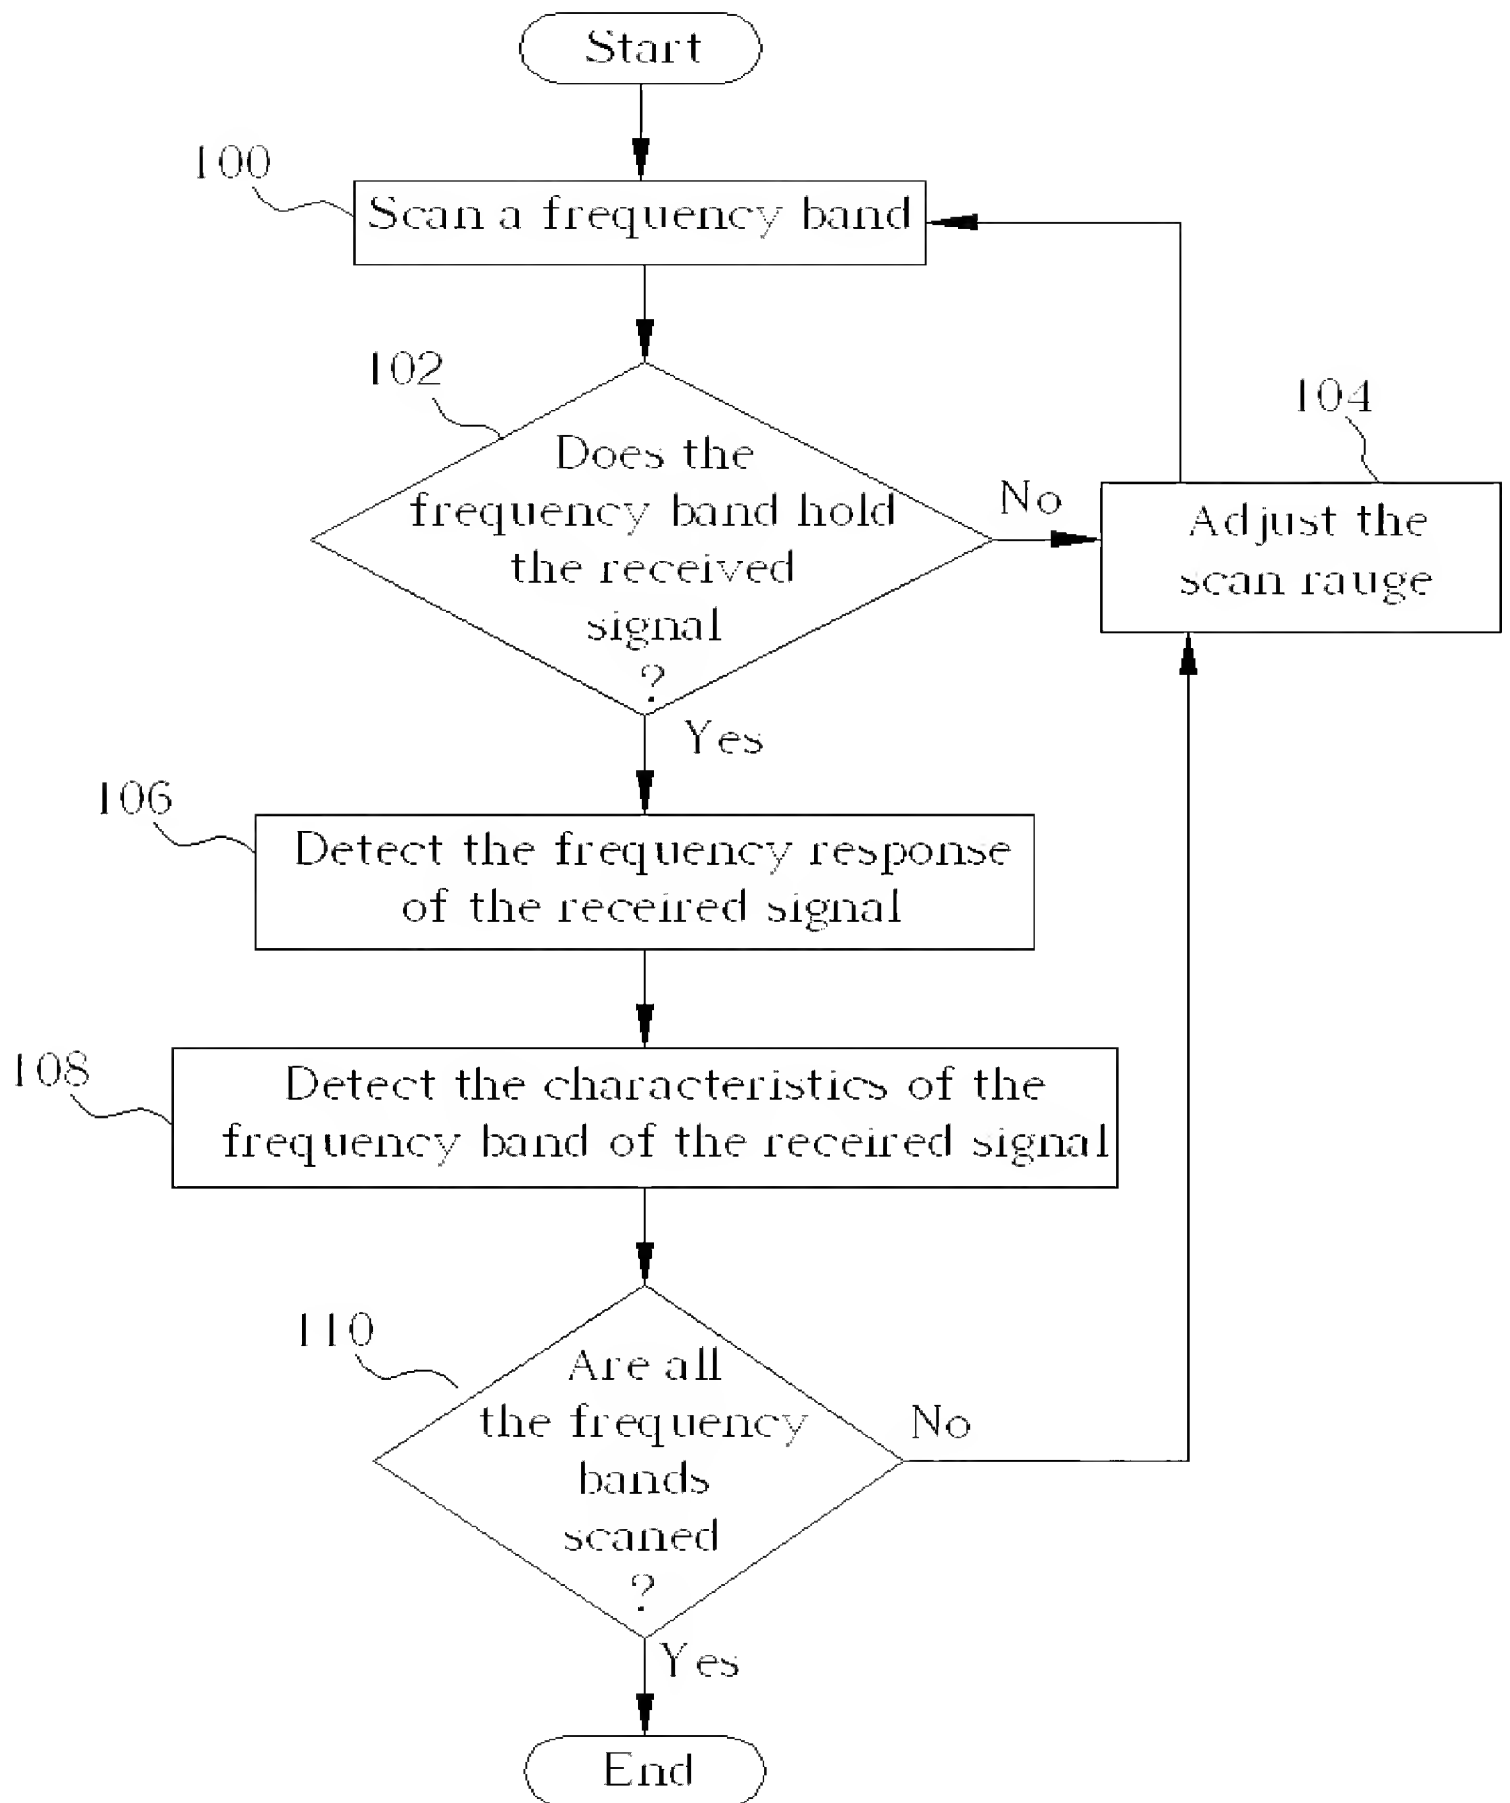 Start
100
Scan a frequency band
102
Does the
frequency band hold
the received
signal
?
No
104
Adjust the
scan rauge
Yes
106
Detect the frequency response
of the receired signal
108
Detect the characteristics of the
frequency band of the receired signal
110
Are all
the frequency
bands
scaned
?
No
Yes
End